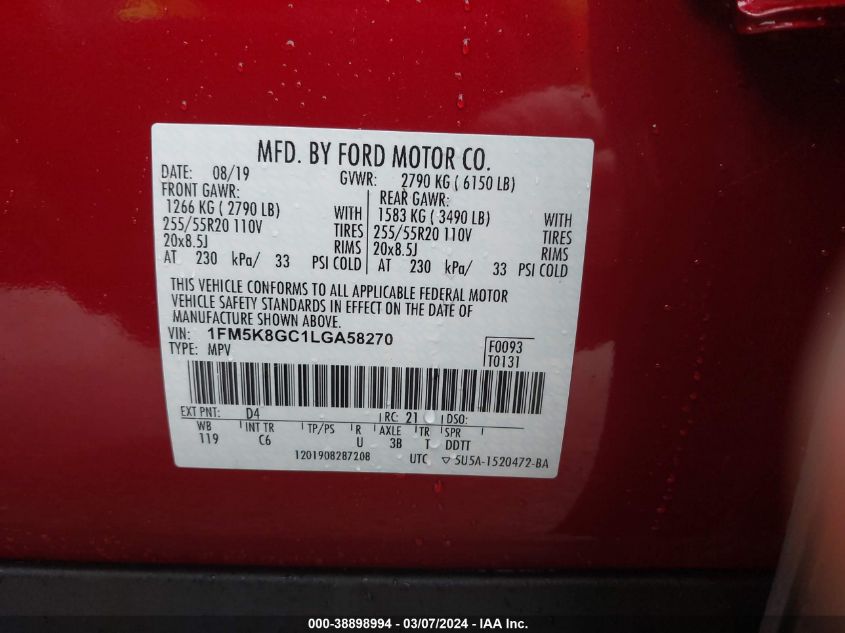 MFD. BY FORD MOTOR CO.
DATE: 08/19 GVWR: 2790 KG ( 6150 LB)
FRONT GAWR: REAR GAWR:
1266 KG ( 2790 LB) WITH 1583 KG ( 3490 LB) WITH
255/55R20 110V TIRES 255/55R20 110V TIRES
20x8.5J RIMS 20x8.5J RIMS
AT 230 kPa/ 33 PSI COLD AT 230 kPa/ 33 PSI COLD
THIS VEHICLE CONFORMS TO ALL APPLICABLE FEDERAL MOTOR
VEHICLE SAFETY STANDARDS IN EFFECT ON THE DATE OF
MANUFACTURE SHOWN ABOVE.
VIN: 1FM5K8GC1LGA58270 F0093
TYPE: MPV T0131
EXT PNT: D4 RC: 21 DSO:
WB INT TR TP/PS R AXLE TR SPR
119 C6 U 3B T DDTT
1201908287208 UTC ▽ 5U5A-1520472-BA
000-38898994 - 03/07/2024 - IAA Inc.